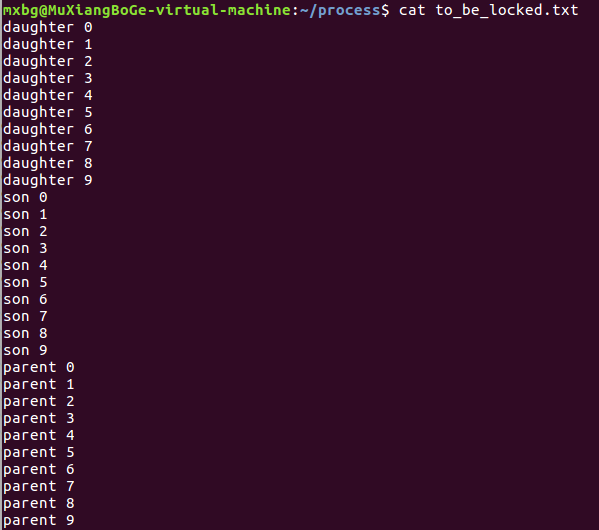 mxbg@MuXiangBoGe-virtual-machine:~/process$ cat to_be_locked.txt
daughter 0
daughter 1
daughter 2
daughter 3
daughter 4
daughter 5
daughter 6
daughter 7
daughter 8
daughter 9
son 0
son 1
son 2
son 3
son 4
son 5
son 6
son 7
son 8
son 9
parent 0
parent 1
parent 2
parent 3
parent 4
parent 5
parent 6
parent 7
parent 8
parent 9